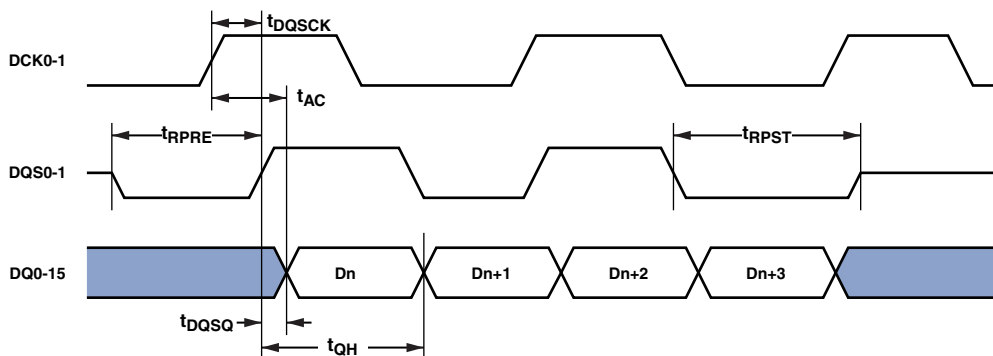 tDQSCK
DCK0-1
tAC
tRPRE
tRPST
DQS0-1
DQ0-15
Dn
Dn+1
Dn+2
Dn+3
tDQSQ
tQH